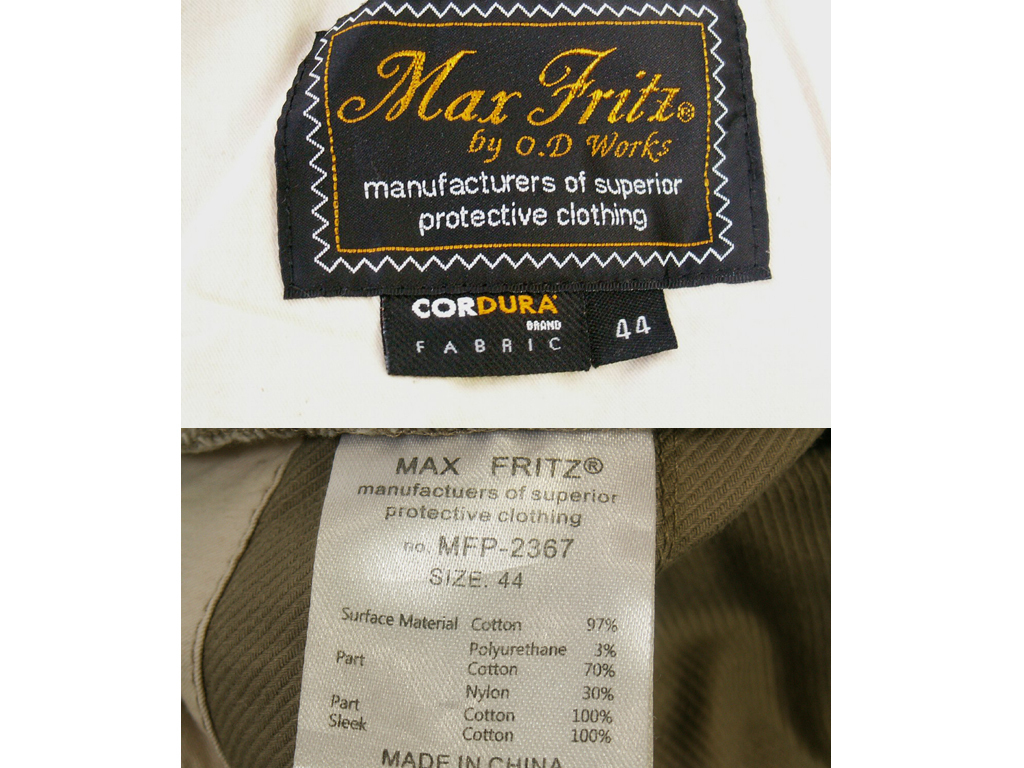 Max Fritz®
by O.D Works
manufacturers of superior
protective clothing
CORDURA®
BRAND
FABRIC
44
MAX FRITZ®
manufactuers of superior
protective clothing
no. MFP-2367
SIZE. 44
Surface Material Cotton 97%
Polyurethane 3%
Part Cotton 70%
Nylon 30%
Part Cotton 100%
Sleek Cotton 100%
MADE IN CHINA